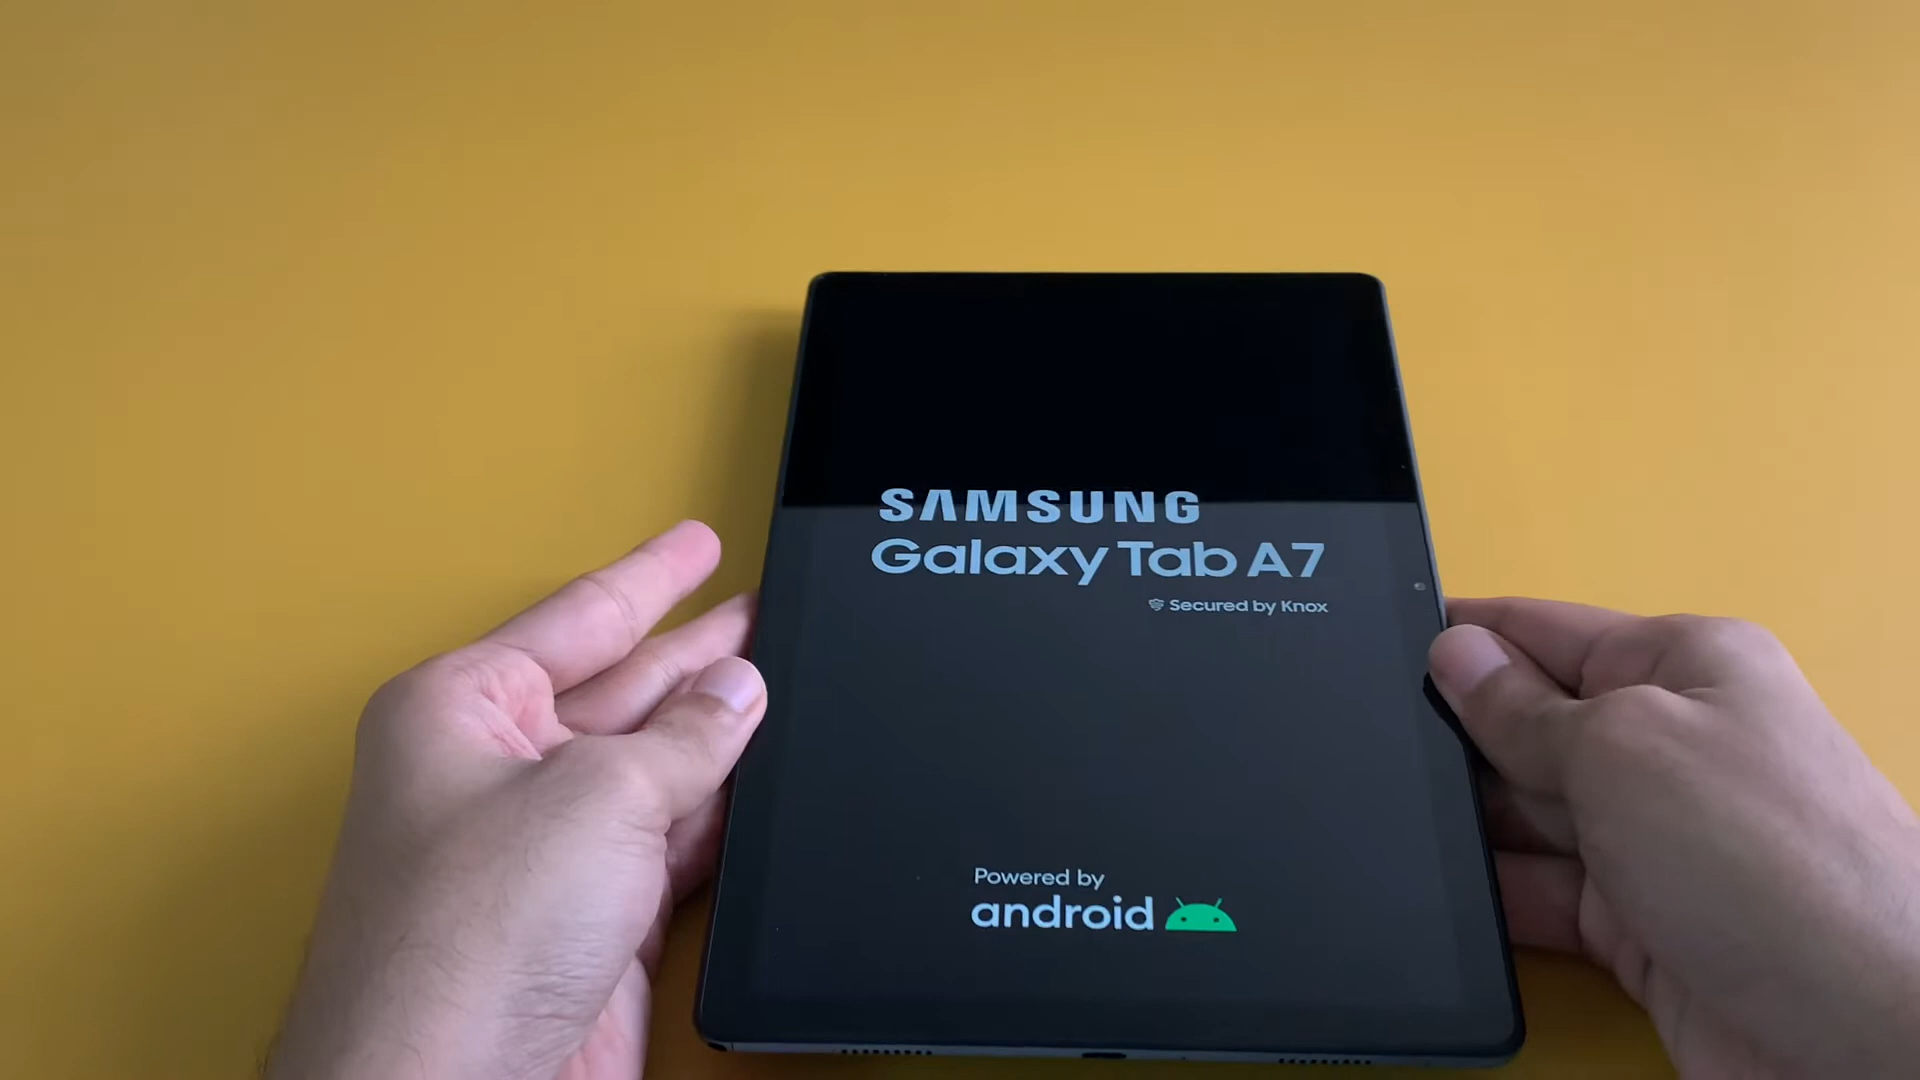 SAMSUNG
Galaxy Tab A7
Secured by Knox
Powered by
android